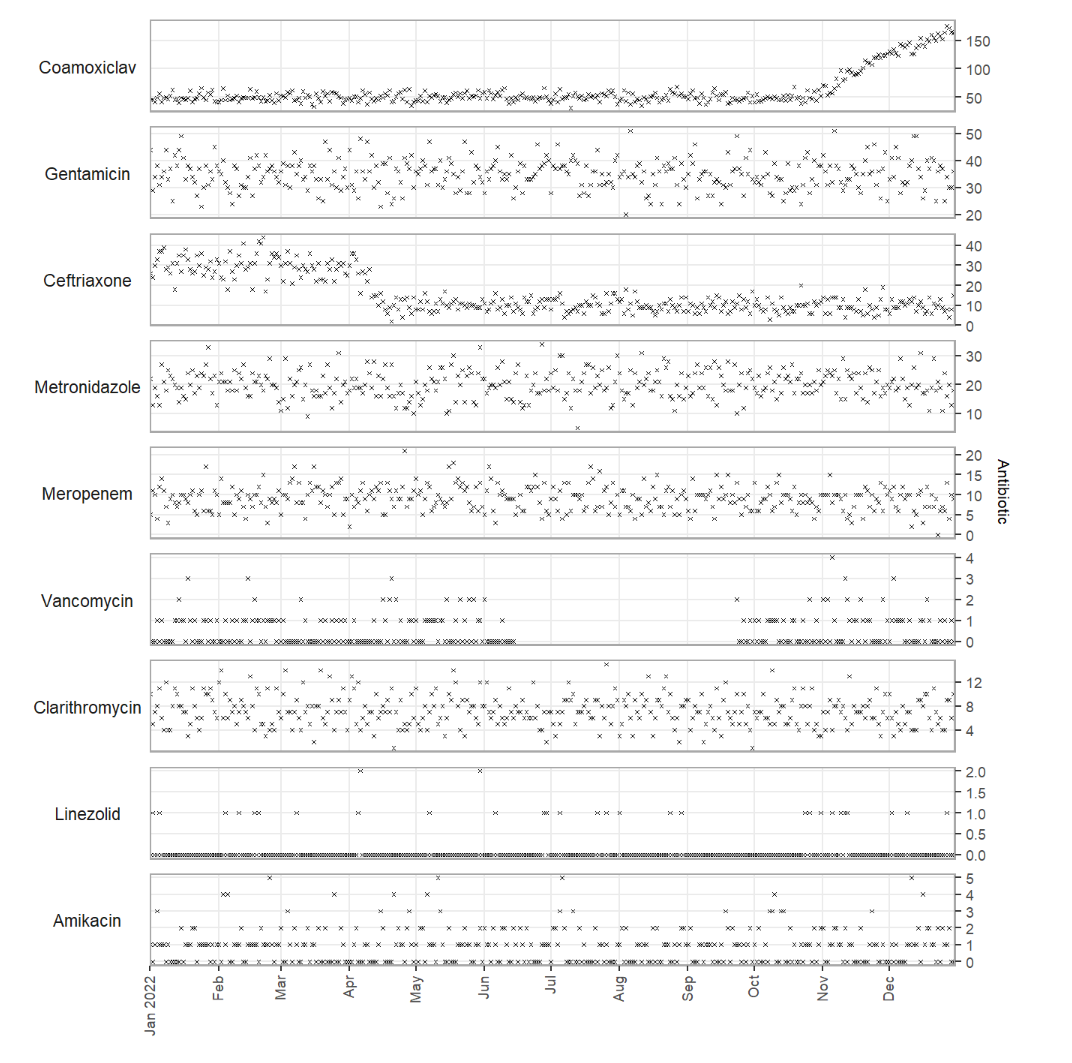 Coamoxiclav
150
100
50
Gentamicin
50
40
30
20
Ceftriaxone
40
30
20
10
0
Metronidazole
30
20
10
Meropenem
20
15
10
5
0
Antibiotic
Vancomycin
4
3
2
1
0
Clarithromycin
12
8
4
Linezolid
2.0
1.5
1.0
0.5
0.0
Amikacin
5
4
3
2
1
0
Jan 2022
Feb
Mar
Apr
May
Jun
Jul
Aug
Sep
Oct
Nov
Dec